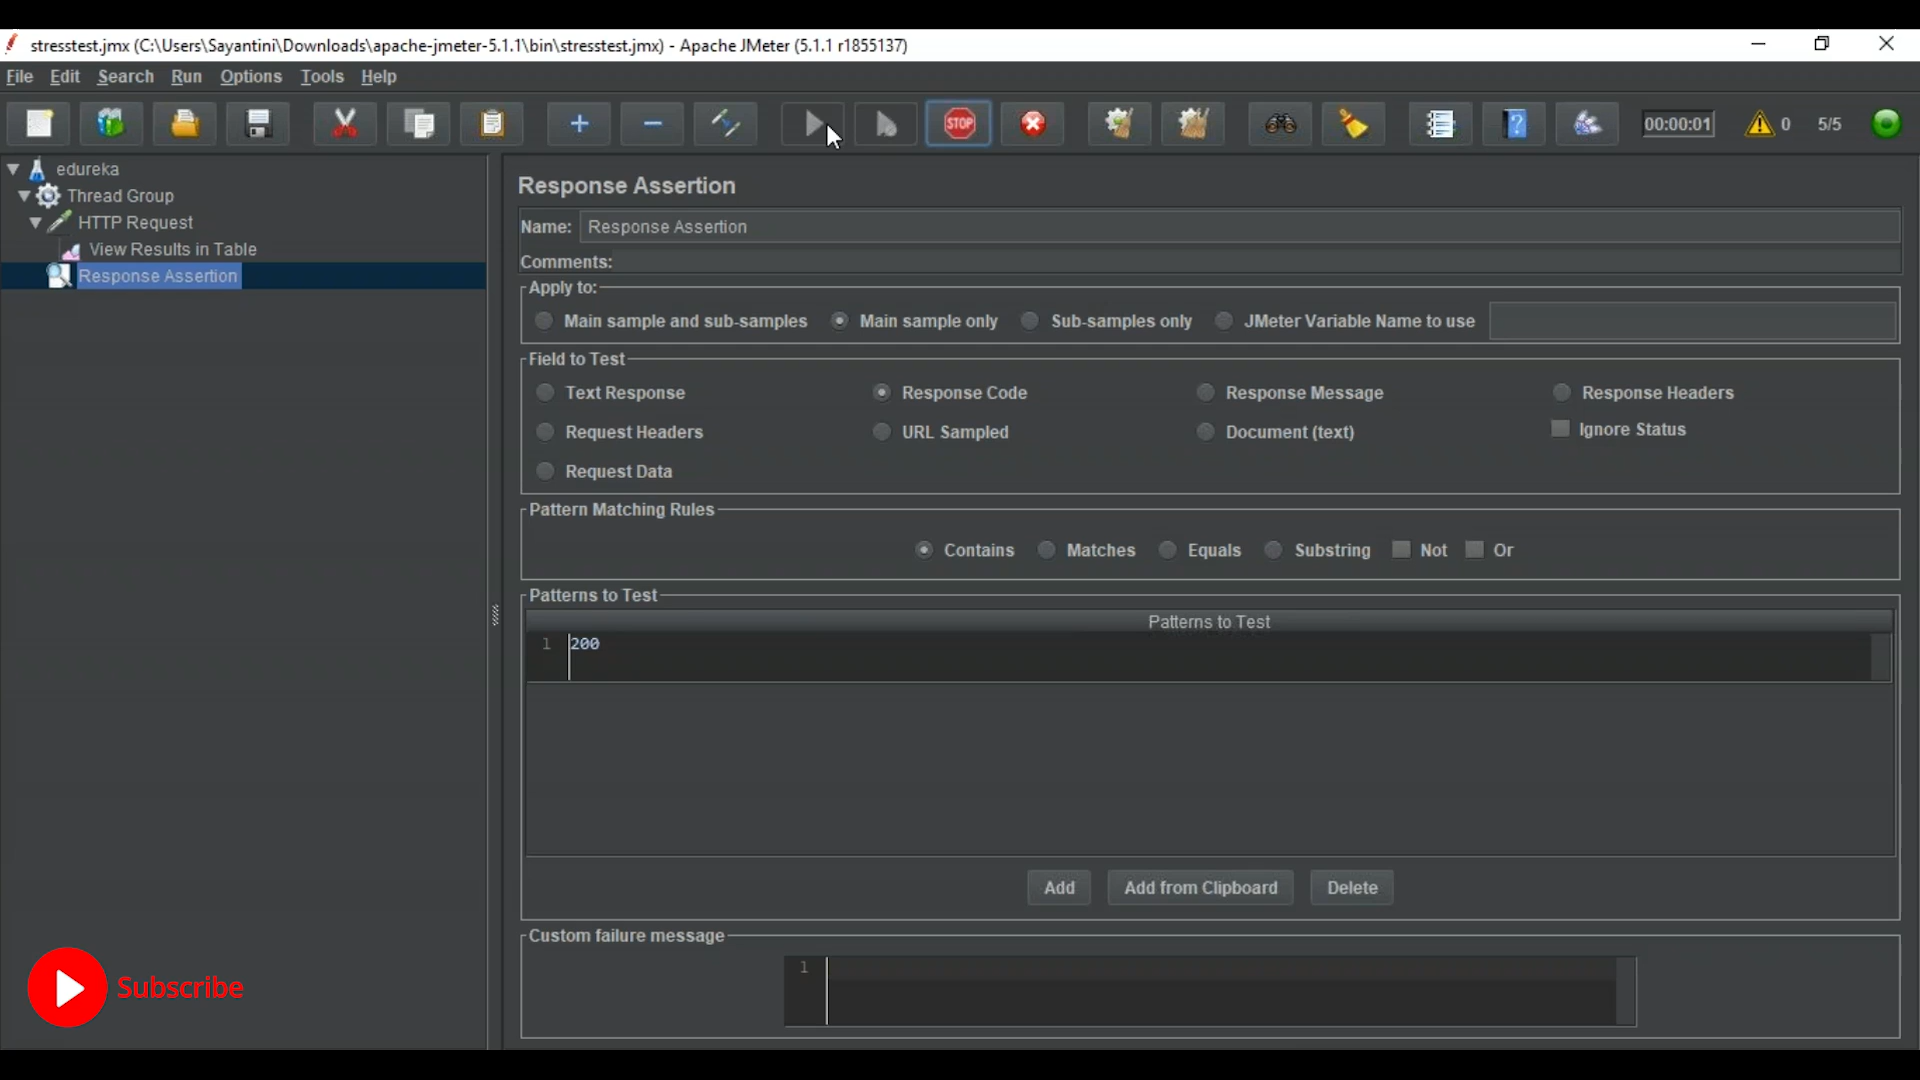 stresstest.jmx (C:\Users\Sayantini\Downloads\apache-jmeter-5.1.1\bin\stresstest.jmx) - Apache JMeter (5.1.1 r1855137)
File Edit Search Run Options Tools Help
STOP 00:00:01 0 5/5
edureka
Thread Group
HTTP Request
View Results in Table
Response Assertion
Response Assertion
Name: Response Assertion
Comments:
Apply to:
Main sample and sub-samples Main sample only Sub-samples only JMeter Variable Name to use
Field to Test
Text Response Response Code Response Message Response Headers
Request Headers URL Sampled Document (text) Ignore Status
Request Data
Pattern Matching Rules
Contains Matches Equals Substring Not Or
Patterns to Test
Patterns to Test
1 200
Add Add from Clipboard Delete
Custom failure message
1
Subscribe